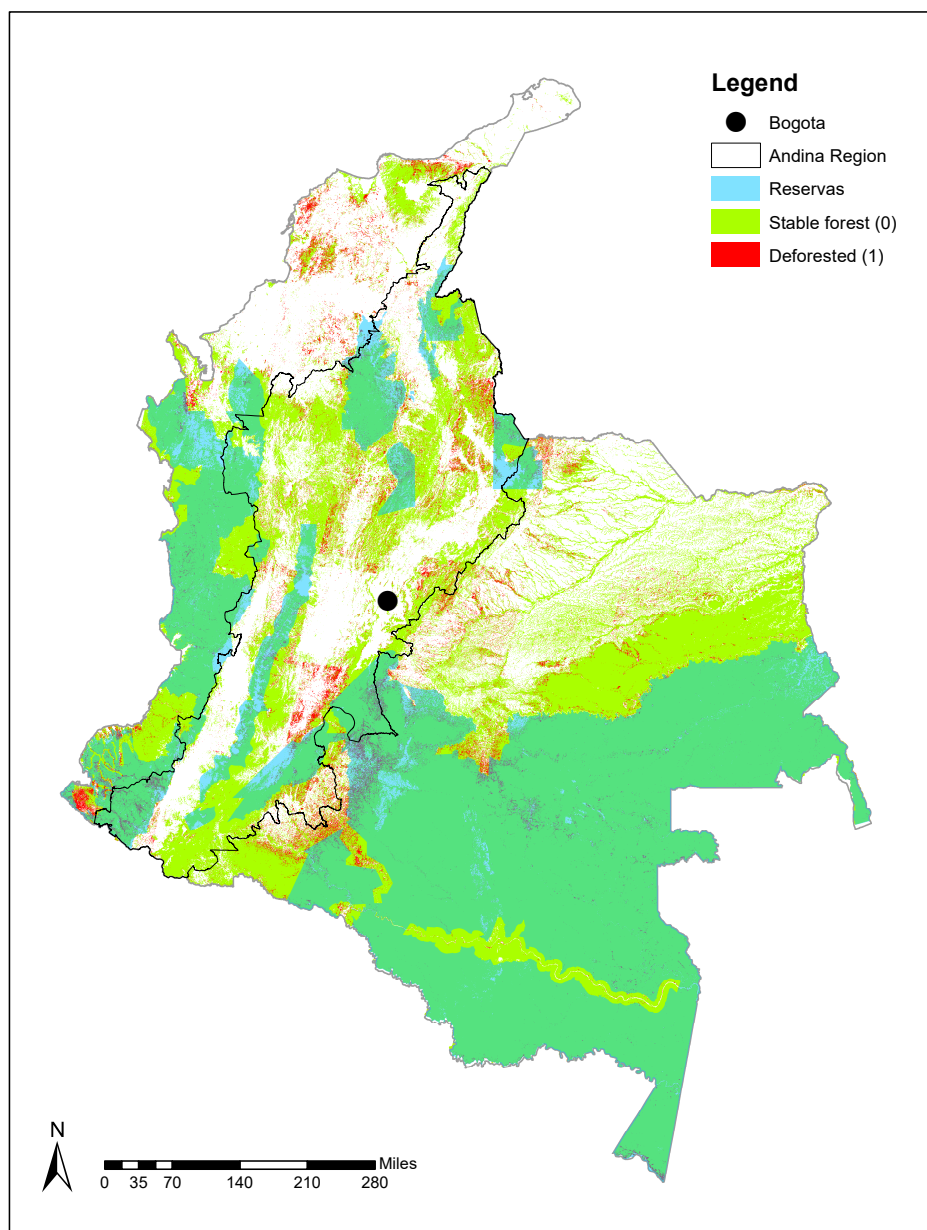 Legend
Bogota
Andina Region
Reservas
Stable forest (0)
Deforested (1)
N
Miles
0 35 70 140 210 280